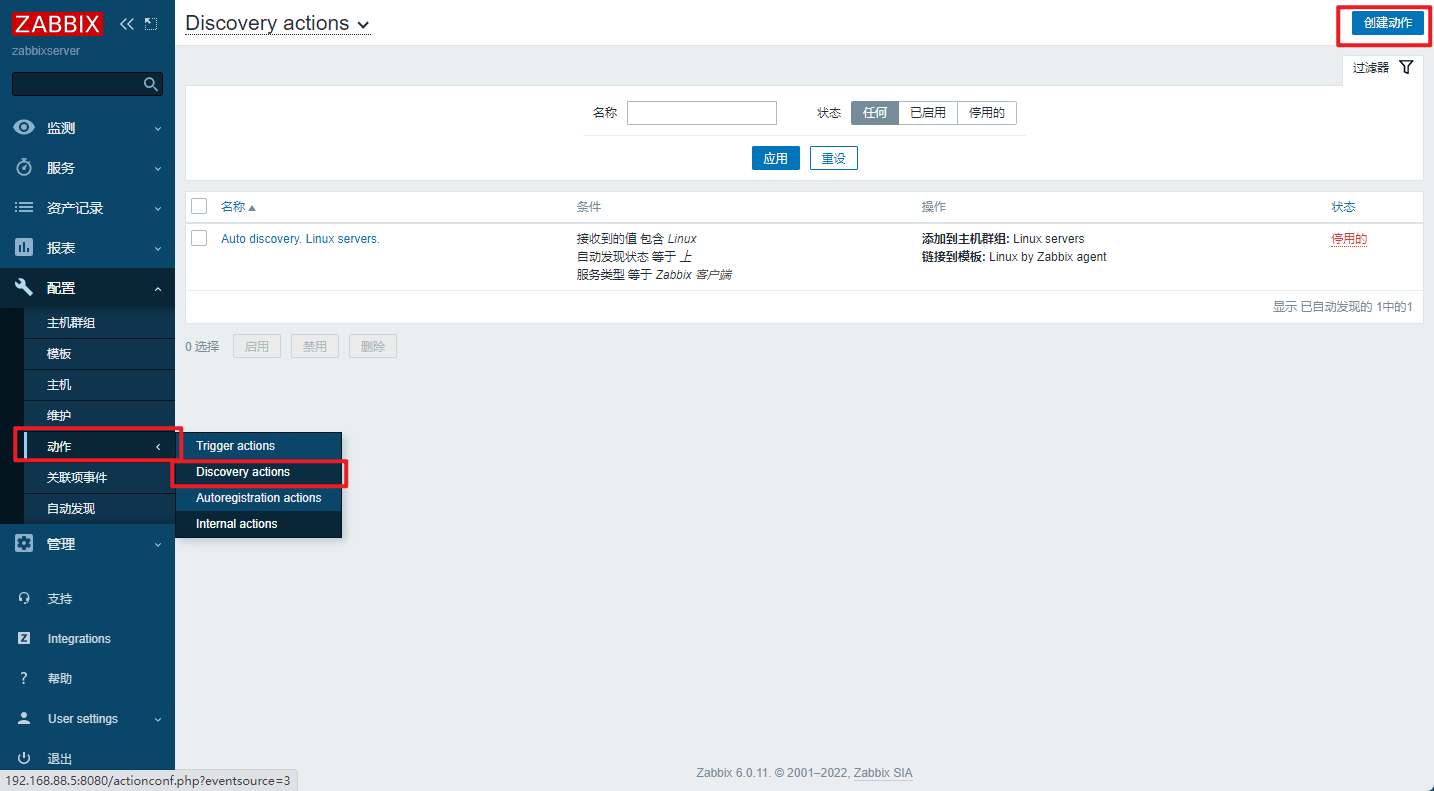 ZABBIX
zabbixserver
监测
服务
资产记录
报表
配置
主机群组
模板
主机
维护
动作
关联项事件
自动发现
管理
支持
Integrations
帮助
User settings
退出
192.168.88.5:8080/actionconf.php?eventsource=3
Trigger actions
Discovery actions
Autoregistration actions
Internal actions
Discovery actions
创建动作
过滤器
名称 状态 任何 已启用 停用的
应用 重设
名称 条件 操作 状态
Auto discovery. Linux servers. 接收到的值 包含 Linux 添加到主机群组: Linux servers 停用的
自动发现状态 等于 上 链接到模板: Linux by Zabbix agent
服务类型 等于 Zabbix 客户端
显示 已自动发现的 1中的1
0 选择 启用 禁用 删除
Zabbix 6.0.11. © 2001–2022, Zabbix SIA